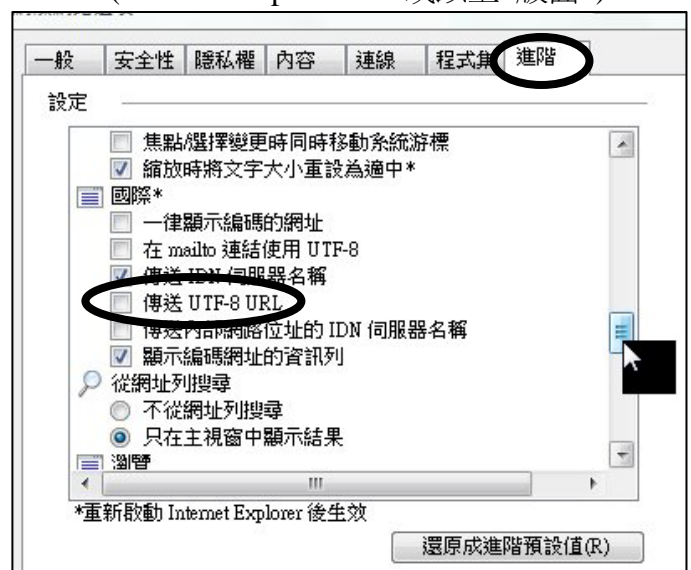 一般 安全性 隱私權 內容 連線 程式集 進階
設定
焦點/選擇變更時同時移動系統游標
縮放時將文字大小重設為適中*
國際*
一律顯示編碼的網址
在 mailto 連結使用 UTF-8
傳送 IDN 伺服器名稱
傳送 UTF-8 URL
傳送內部網路位址的 IDN 伺服器名稱
顯示編碼網址的資訊列
從網址列搜尋
不從網址列搜尋
只在主視窗中顯示結果
瀏覽
*重新啟動 Internet Explorer 後生效
還原成進階預設值(R)